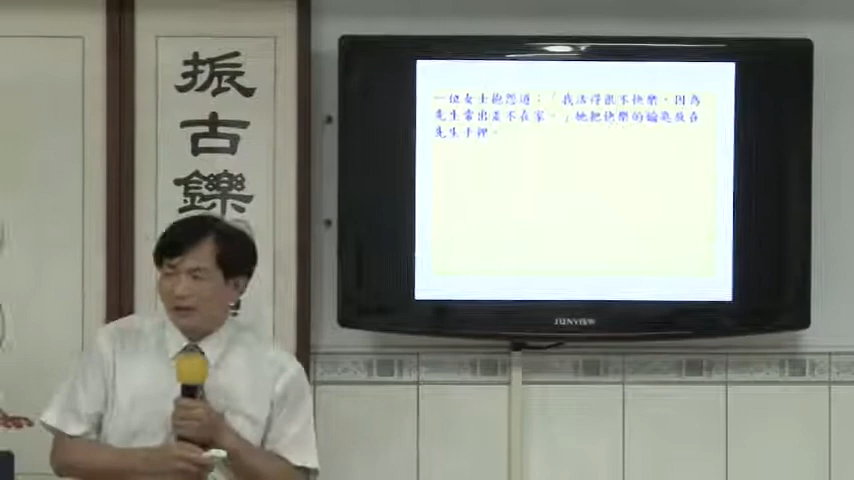 振古鑠
一位女士抱怨道：「我活得很不快樂，因為
先生常出差不在家。」她把快樂的鑰匙放在
先生手裡。
SUNVIEW